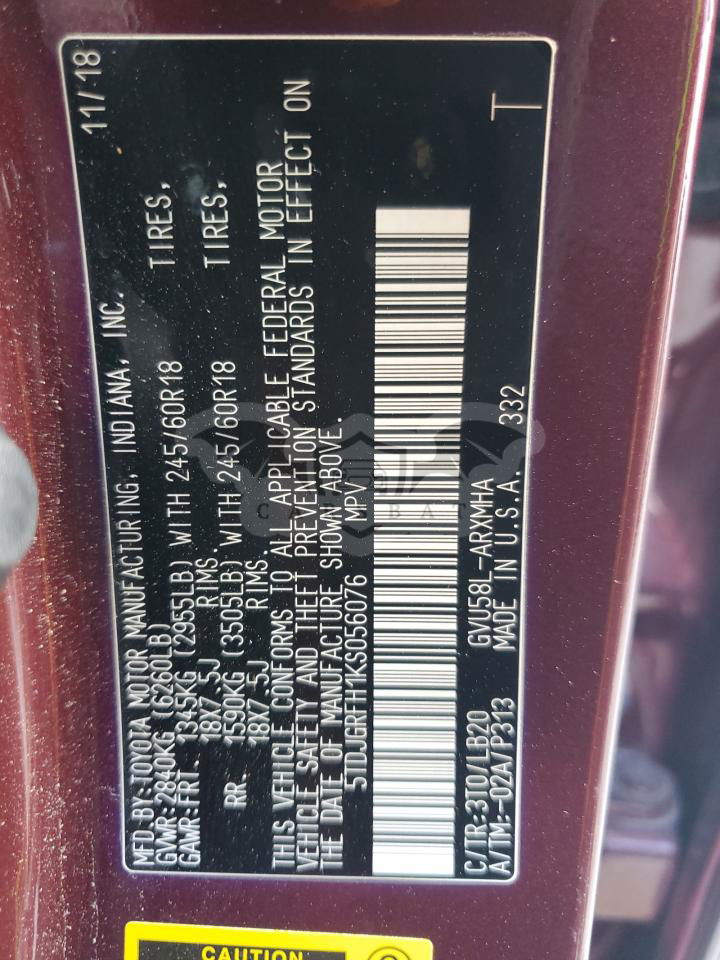 MFD.BY:TOYOTA MOTOR MANUFACTURING, INDIANA, INC. 11/18
GVWR:2840KG (6260LB)
GAWR:FRT. 1345KG (2955LB) WITH 245/60R18 TIRES,
18X7.5J RIMS.
RR. 1590KG (3505LB) WITH 245/60R18 TIRES,
18X7.5J RIMS.
THIS VEHICLE CONFORMS TO ALL APPLICABLE FEDERAL MOTOR
VEHICLE SAFETY AND THEFT PREVENTION STANDARDS IN EFFECT ON
THE DATE OF MANUFACTURE SHOWN ABOVE.
5TDJGRFH1KS056076 MPV
C/TR:310/LB20 GVU58L-ARXMHA
A/TM:-02A/P313 MADE IN U.S.A. 332 T
CAUTION